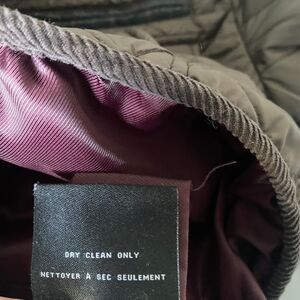 DRY CLEAN ONLY
NETTOYER À SEC SEULEMENT